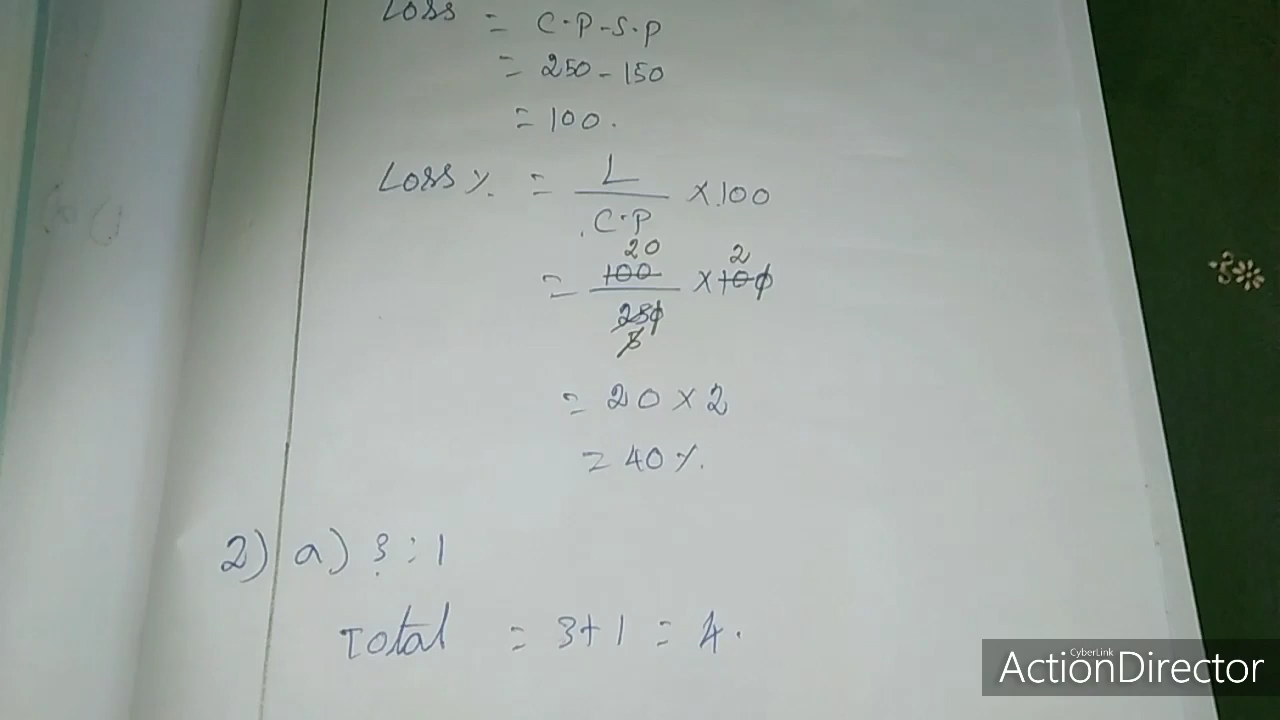 Loss = C.P-S.P
= 250 - 150
= 100.
Loss % = L / C.P × 100
20 2
= 100 / 250 × 100
5
= 20 × 2
= 40 %.
2) a) 3 : 1
Total = 3+1 = 4.
CyberLink
ActionDirector